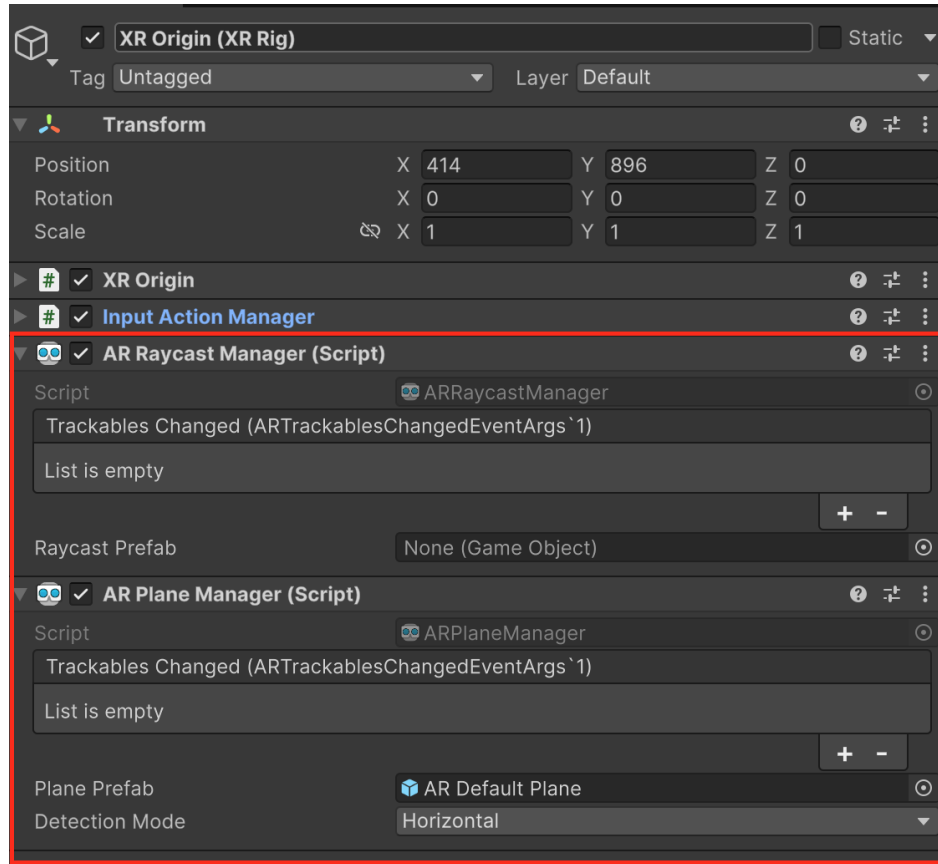 XR Origin (XR Rig) Static
Tag Untagged Layer Default
Transform
Position X 414 Y 896 Z 0
Rotation X 0 Y 0 Z 0
Scale X 1 Y 1 Z 1
# XR Origin
# Input Action Manager
AR Raycast Manager (Script)
Script ARRaycastManager
Trackables Changed (ARTrackablesChangedEventArgs`1)
List is empty
+ -
Raycast Prefab None (Game Object)
AR Plane Manager (Script)
Script ARPlaneManager
Trackables Changed (ARTrackablesChangedEventArgs`1)
List is empty
+ -
Plane Prefab AR Default Plane
Detection Mode Horizontal